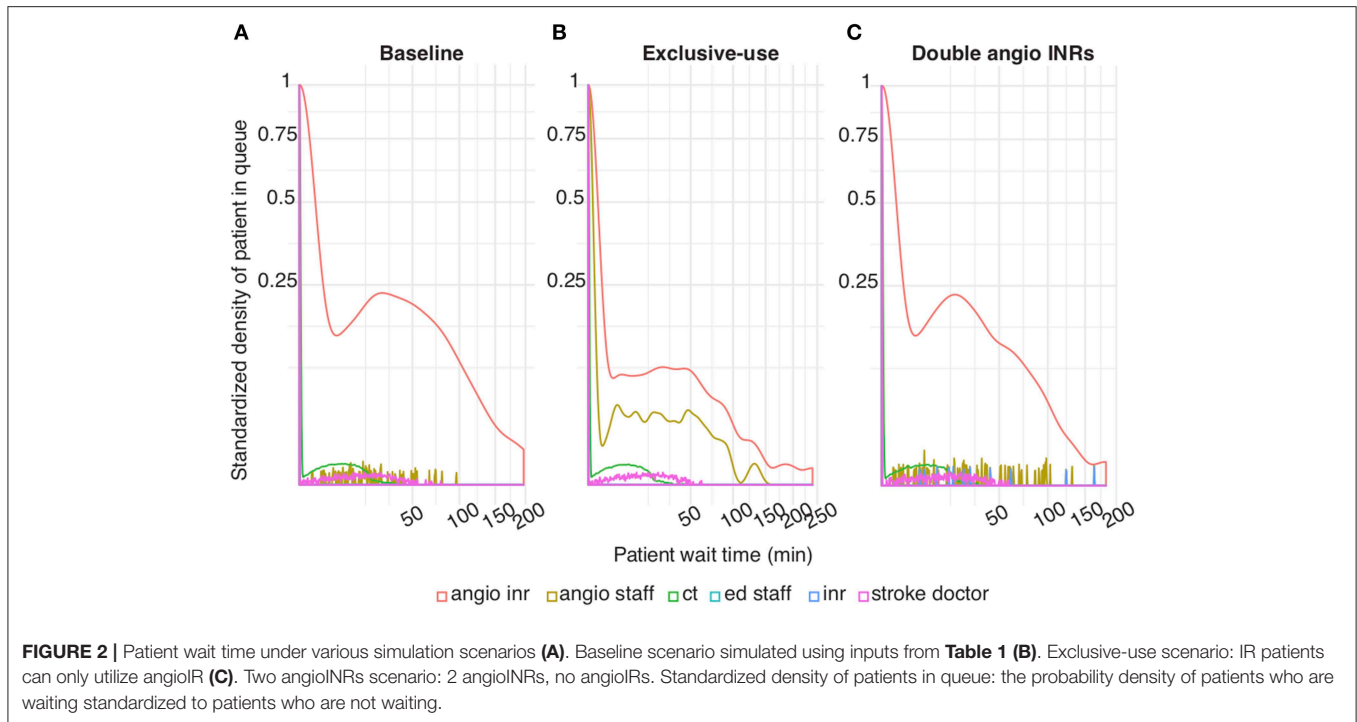 A
B
C
Baseline
Exclusive-use
Double angio INRs
Standardized density of patient in queue
1
0.75
0.5
0.25
50
100
150
200
1
0.75
0.5
0.25
50
100
150
200
250
1
0.75
0.5
0.25
50
100
150
200
Patient wait time (min)
angio inr angio staff ct ed staff inr stroke doctor
FIGURE 2 | Patient wait time under various simulation scenarios (A). Baseline scenario simulated using inputs from Table 1 (B). Exclusive-use scenario: IR patients
can only utilize angioIR (C). Two angioINRs scenario: 2 angioINRs, no angioIRs. Standardized density of patients in queue: the probability density of patients who are
waiting standardized to patients who are not waiting.